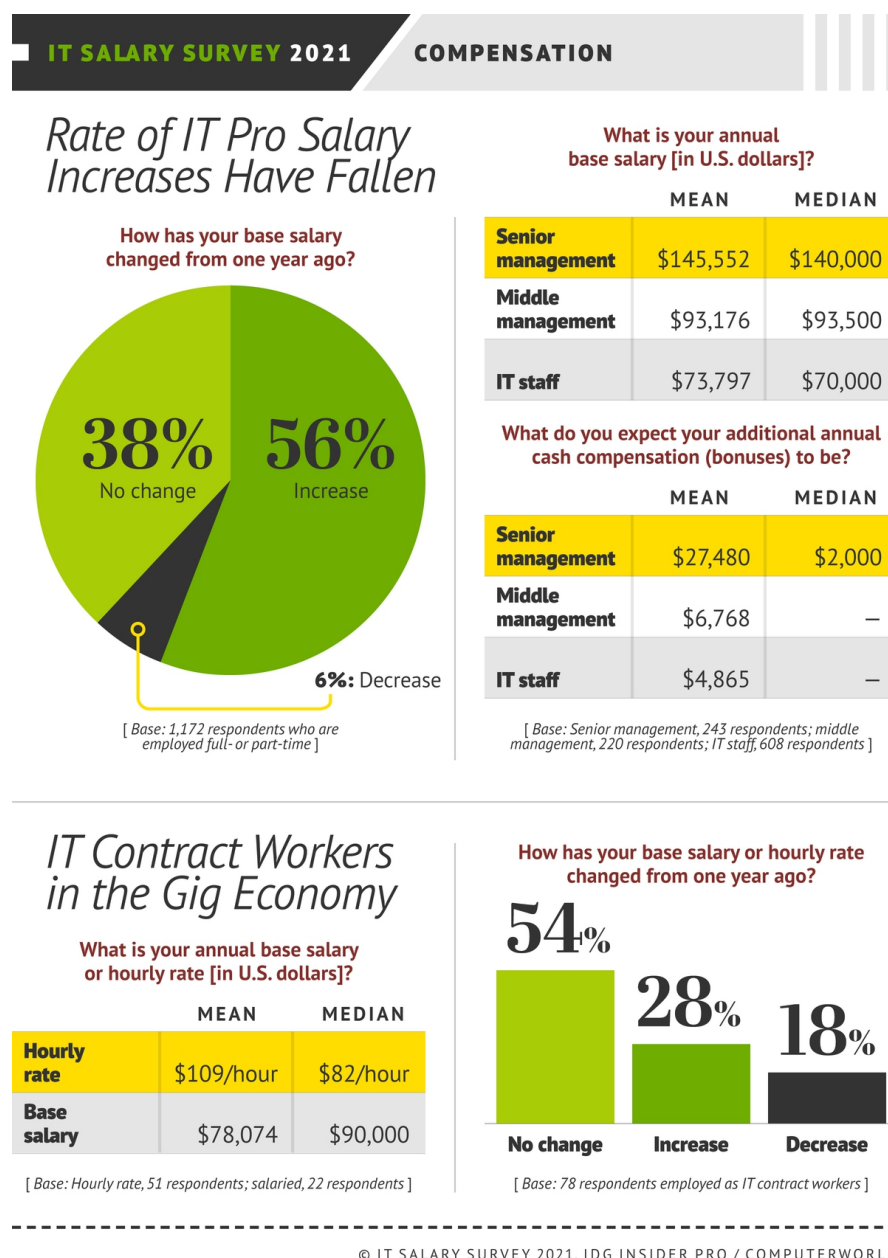 IT SALARY SURVEY 2021
COMPENSATION
Rate of IT Pro Salary
Increases Have Fallen
How has your base salary
changed from one year ago?
38%
No change
56%
Increase
6%: Decrease
[ Base: 1,172 respondents who are
employed full- or part-time ]
What is your annual
base salary [in U.S. dollars]?
MEAN MEDIAN
Senior
management $145,552 $140,000
Middle
management $93,176 $93,500
IT staff $73,797 $70,000
What do you expect your additional annual
cash compensation (bonuses) to be?
MEAN MEDIAN
Senior
management $27,480 $2,000
Middle
management $6,768 –
IT staff $4,865 –
[ Base: Senior management, 243 respondents; middle
management, 220 respondents; IT staff, 608 respondents ]
IT Contract Workers
in the Gig Economy
What is your annual base salary
or hourly rate [in U.S. dollars]?
MEAN MEDIAN
Hourly
rate $109/hour $82/hour
Base
salary $78,074 $90,000
[ Base: Hourly rate, 51 respondents; salaried, 22 respondents ]
How has your base salary or hourly rate
changed from one year ago?
54%
28%
18%
No change Increase Decrease
[ Base: 78 respondents employed as IT contract workers ]
© IT SALARY SURVEY 2021, IDG INSIDER PRO / COMPUTERWORL